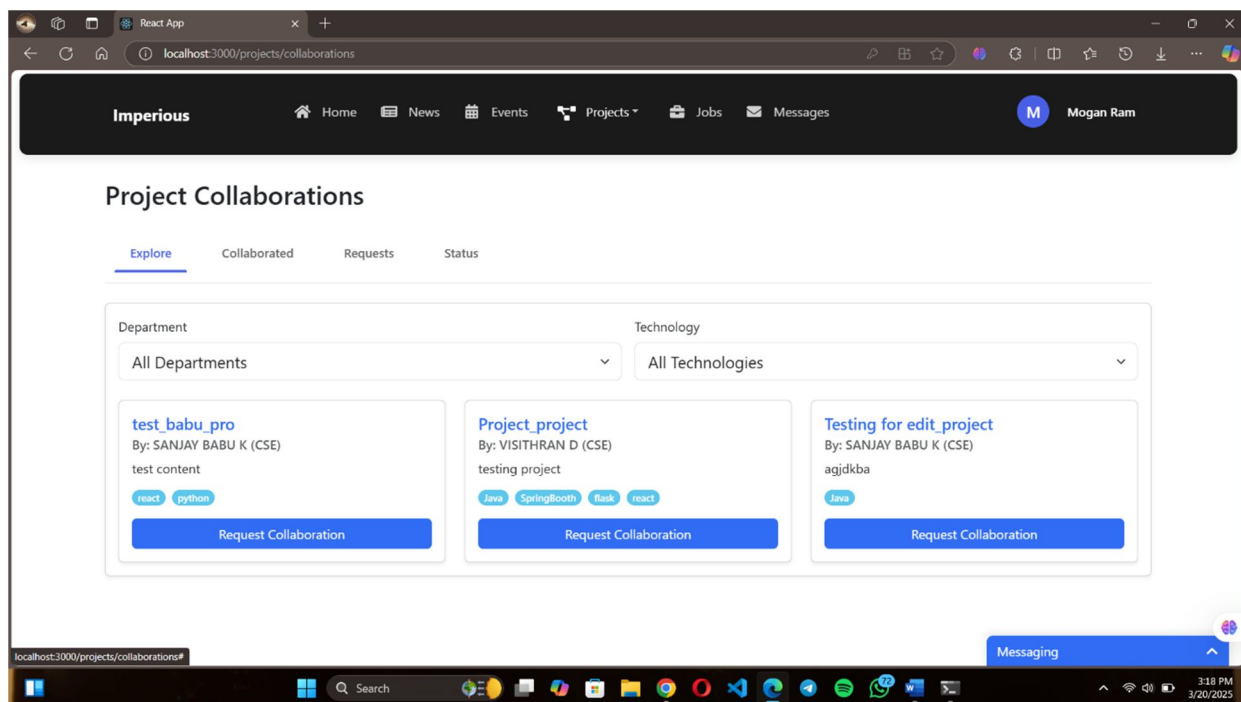 React App
localhost:3000/projects/collaborations
Imperious
Home
News
Events
Projects
Jobs
Messages
M
Mogan Ram
Project Collaborations
Explore
Collaborated
Requests
Status
Department
Technology
All Departments
All Technologies
test_babu_pro
By: SANJAY BABU K (CSE)
test content
react python
Request Collaboration
Project_project
By: VISITHRAN D (CSE)
testing project
Java SpringBooth flask react
Request Collaboration
Testing for edit_project
By: SANJAY BABU K (CSE)
agjdkba
Java
Request Collaboration
Messaging
localhost:3000/projects/collaborations#
Search
72
3:18 PM
3/20/2025